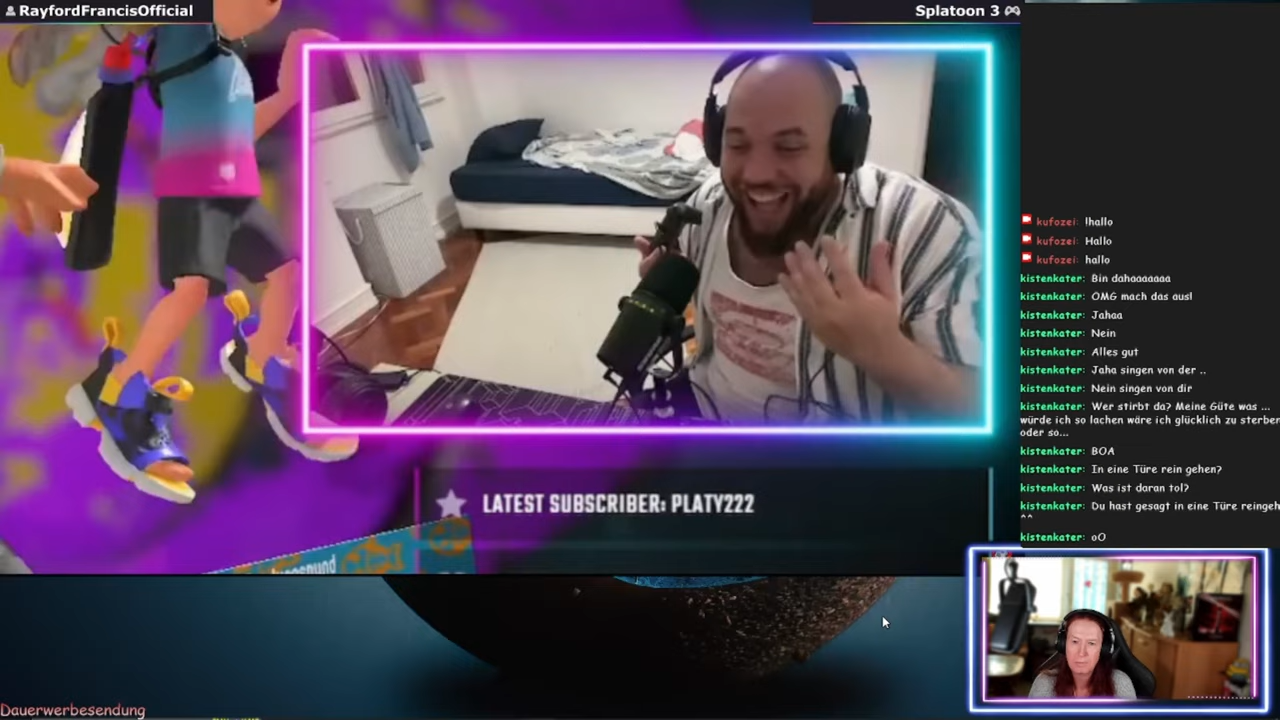 RayfordFrancisOfficial
Splatoon 3
kufozei: !hallo
kufozei: Hallo
kufozei: hallo
kistenkater: Bin dahaaaaaaa
kistenkater: OMG mach das aus!
kistenkater: Jahaa
kistenkater: Nein
kistenkater: Alles gut
kistenkater: Jaha singen von der ..
kistenkater: Nein singen von dir
kistenkater: Wer stirbt da? Meine Güte was ...
würde ich so lachen wäre ich glücklich zu sterben
oder so...
kistenkater: BOA
kistenkater: In eine Türe rein gehen?
kistenkater: Was ist daran tol?
kistenkater: Du hast gesagt in eine Türe reingeh
^^
kistenkater: oO
LATEST SUBSCRIBER: PLATY222
Dauerwerbesendung